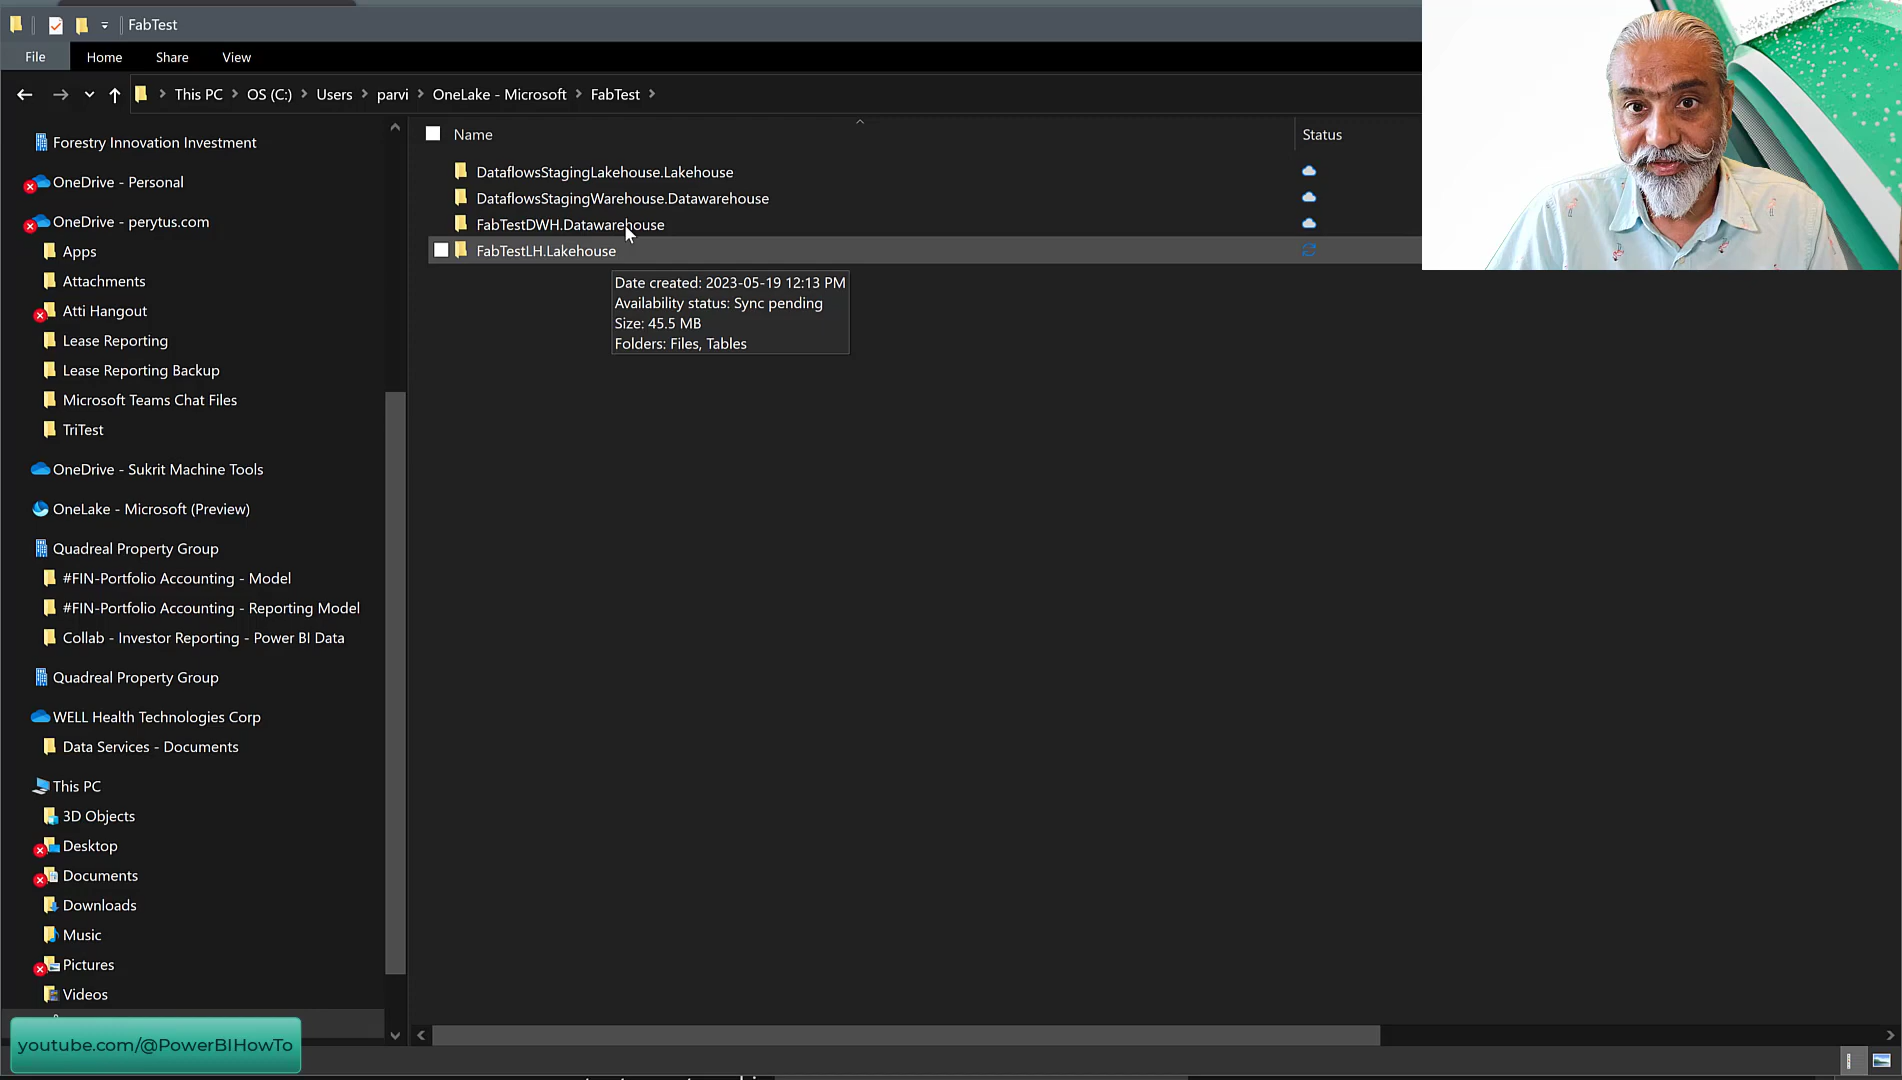 FabTest
File
Home
Share
View
This PC
OS (C:)
Users
parvi
OneLake - Microsoft
FabTest
Forestry Innovation Investment
OneDrive - Personal
OneDrive - perytus.com
Apps
Attachments
Atti Hangout
Lease Reporting
Lease Reporting Backup
Microsoft Teams Chat Files
TriTest
OneDrive - Sukrit Machine Tools
OneLake - Microsoft (Preview)
Quadreal Property Group
#FIN-Portfolio Accounting - Model
#FIN-Portfolio Accounting - Reporting Model
Collab - Investor Reporting - Power BI Data
Quadreal Property Group
WELL Health Technologies Corp
Data Services - Documents
This PC
3D Objects
Desktop
Documents
Downloads
Music
Pictures
Videos
Name
Status
DataflowsStagingLakehouse.Lakehouse
DataflowsStagingWarehouse.Datawarehouse
FabTestDWH.Datawarehouse
FabTestLH.Lakehouse
Date created: 2023-05-19 12:13 PM
Availability status: Sync pending
Size: 45.5 MB
Folders: Files, Tables
youtube.com/@PowerBIHowTo